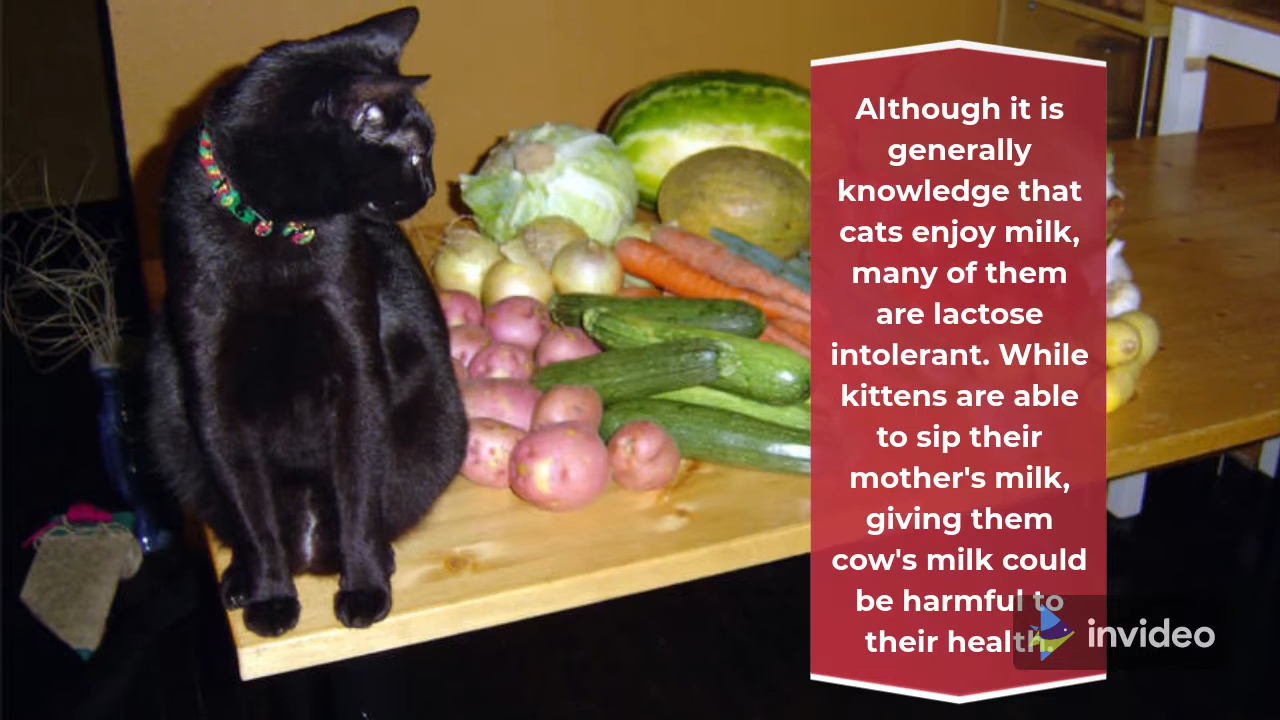 Although it is
generally
knowledge that
cats enjoy milk,
many of them
are lactose
intolerant. While
kittens are able
to sip their
mother's milk,
giving them
cow's milk could
be harmful to
their health.
invideo